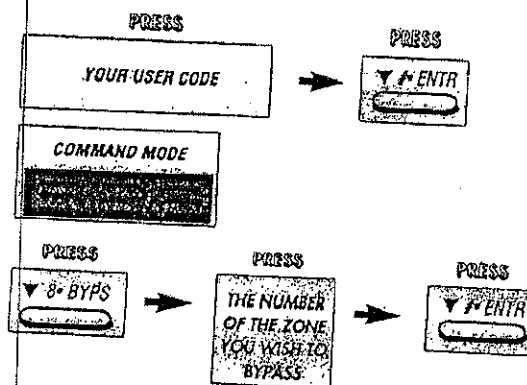 PRESS
PRESS
YOUR USER CODE
▼ #• ENTR
COMMAND MODE
PRESS
PRESS
PRESS
▼ 8• BYPS
THE NUMBER
OF THE ZONE
YOU WISH TO
BYPASS
▼ #• ENTR